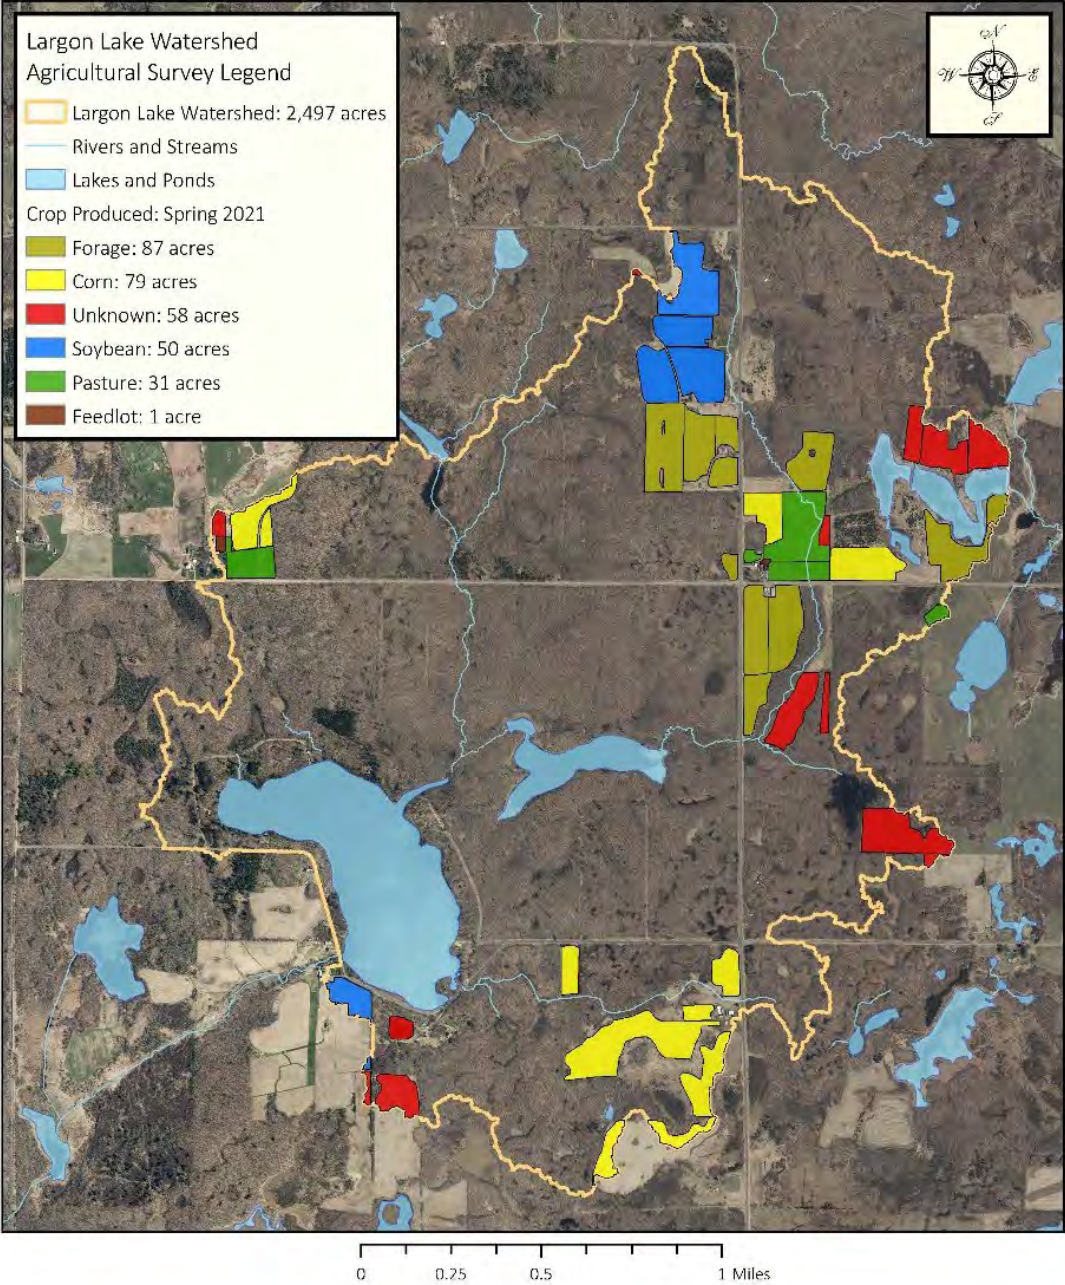 Largon Lake Watershed
Agricultural Survey Legend
Largon Lake Watershed: 2,497 acres
Rivers and Streams
Lakes and Ponds
Crop Produced: Spring 2021
Forage: 87 acres
Corn: 79 acres
Unknown: 58 acres
Soybean: 50 acres
Pasture: 31 acres
Feedlot: 1 acre
N
W E
S
0 0.25 0.5 1 Miles